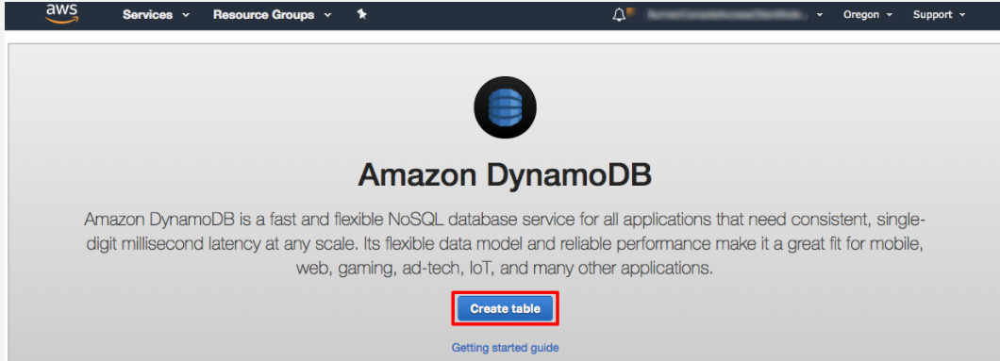 aws Services Resource Groups Oregon Support
Amazon DynamoDB
Amazon DynamoDB is a fast and flexible NoSQL database service for all applications that need consistent, single-
digit millisecond latency at any scale. Its flexible data model and reliable performance make it a great fit for mobile,
web, gaming, ad-tech, IoT, and many other applications.
Create table
Getting started guide